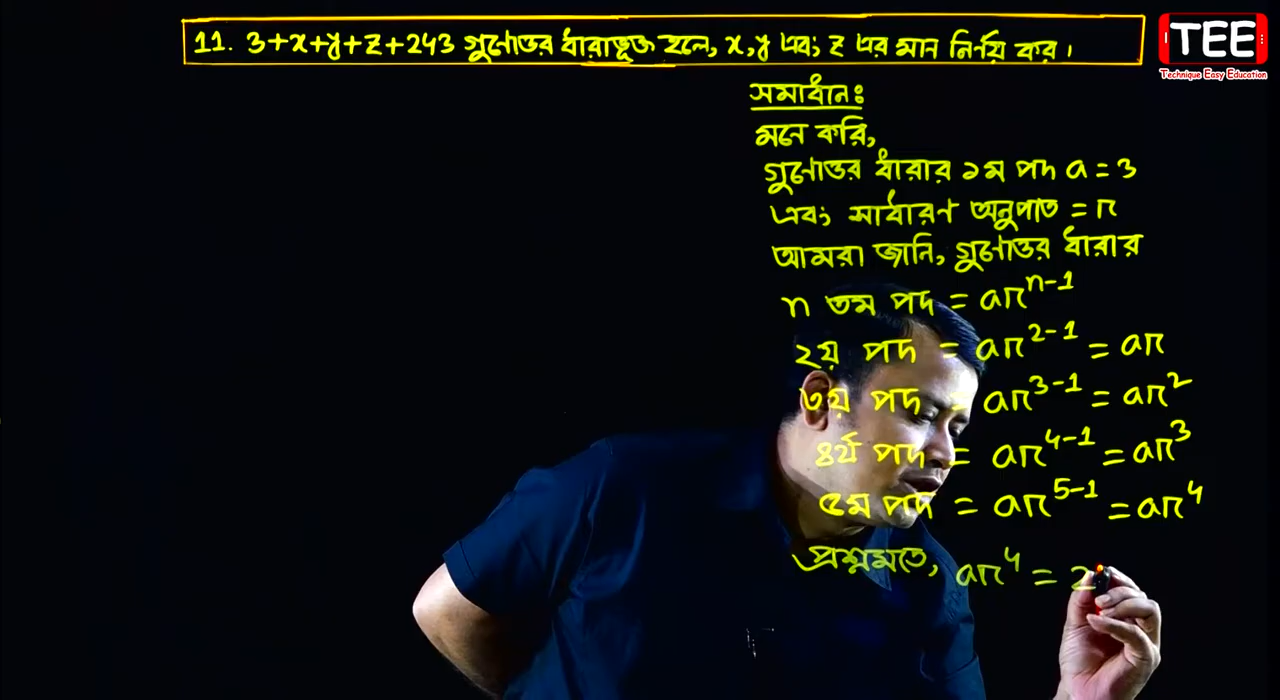 11. 3+x+y+z+243 গুণোত্তর ধারাভুক্ত হলে, x, y এবং z এর মান নির্ণয় কর।
TEE
Technique Easy Education
সমাধানঃ
মনে করি,
গুণোত্তর ধারার ১ম পদ a = 3
এবং সাধারণ অনুপাত = r
আমরা জানি, গুণোত্তর ধারার
n তম পদ = ar^{n-1}
২য় পদ = ar^{2-1} = ar
৩য় পদ = ar^{3-1} = ar^2
৪র্থ পদ = ar^{4-1} = ar^3
৫ম পদ = ar^{5-1} = ar^4
প্রশ্নমতে, ar^4 = 2